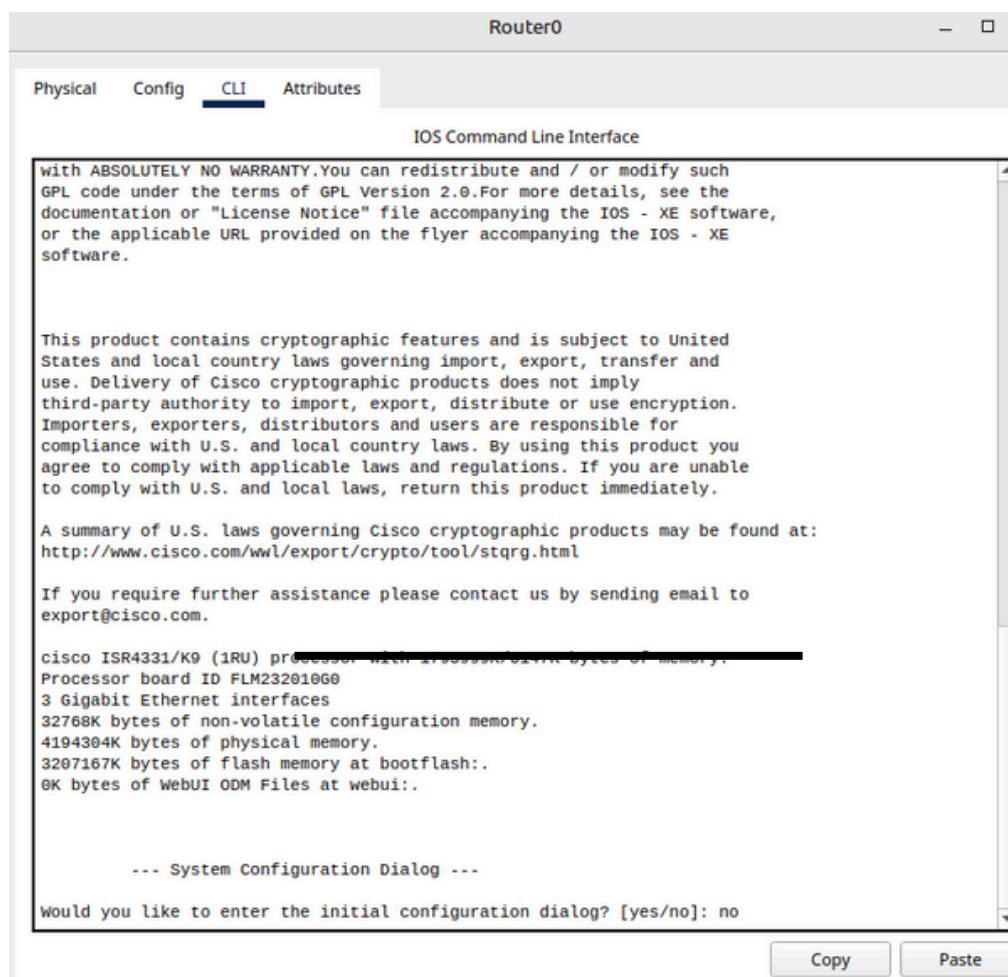 Router0
Physical Config CLI Attributes
IOS Command Line Interface
with ABSOLUTELY NO WARRANTY.You can redistribute and / or modify such
GPL code under the terms of GPL Version 2.0.For more details, see the
documentation or "License Notice" file accompanying the IOS - XE software,
or the applicable URL provided on the flyer accompanying the IOS - XE
software.
This product contains cryptographic features and is subject to United
States and local country laws governing import, export, transfer and
use. Delivery of Cisco cryptographic products does not imply
third-party authority to import, export, distribute or use encryption.
Importers, exporters, distributors and users are responsible for
compliance with U.S. and local country laws. By using this product you
agree to comply with applicable laws and regulations. If you are unable
to comply with U.S. and local laws, return this product immediately.
A summary of U.S. laws governing Cisco cryptographic products may be found at:
http://www.cisco.com/wwl/export/crypto/tool/stqrg.html
If you require further assistance please contact us by sending email to
export@cisco.com.
cisco ISR4331/K9 (1RU)
Processor board ID FLM232010G0
3 Gigabit Ethernet interfaces
32768K bytes of non-volatile configuration memory.
4194304K bytes of physical memory.
3207167K bytes of flash memory at bootflash:.
0K bytes of WebUI ODM Files at webui:.
--- System Configuration Dialog ---
Would you like to enter the initial configuration dialog? [yes/no]: no
Copy Paste